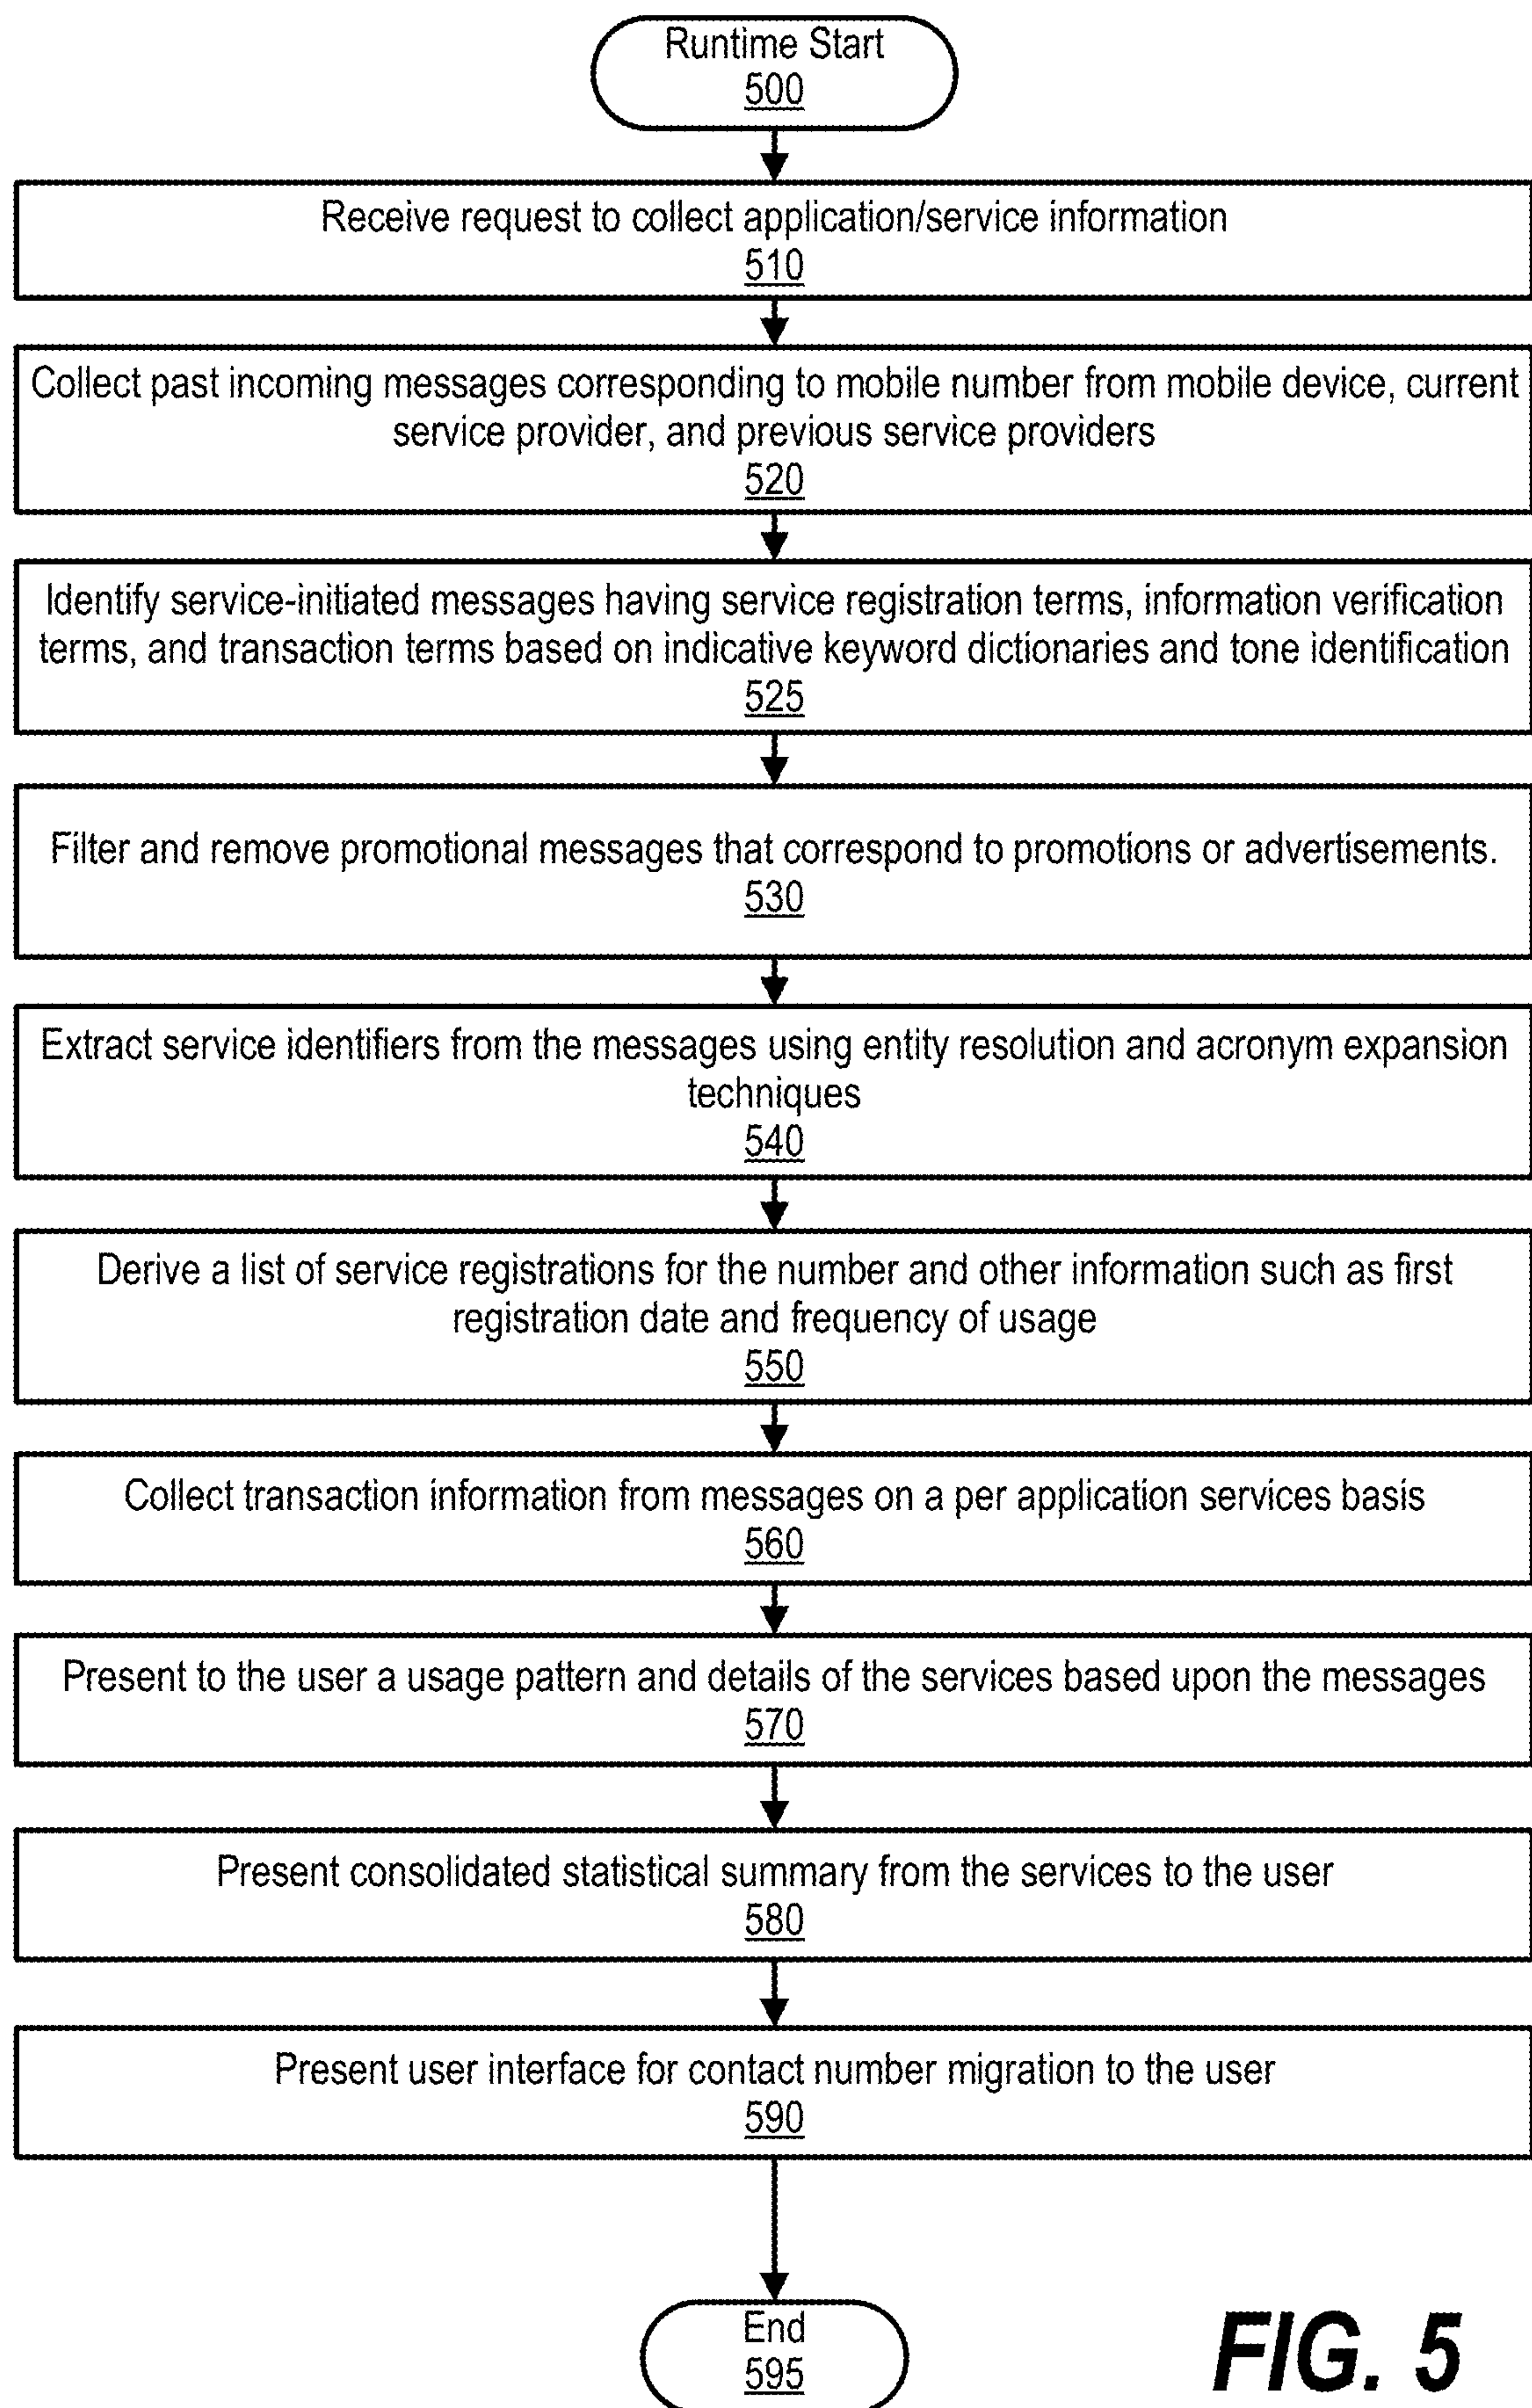 Runtime Start
500
Receive request to collect application/service information
510
Collect past incoming messages corresponding to mobile number from mobile device, current
service provider, and previous service providers
520
Identify service-initiated messages having service registration terms, information verification
terms, and transaction terms based on indicative keyword dictionaries and tone identification
525
Filter and remove promotional messages that correspond to promotions or advertisements.
530
Extract service identifiers from the messages using entity resolution and acronym expansion
techniques
540
Derive a list of service registrations for the number and other information such as first
registration date and frequency of usage
550
Collect transaction information from messages on a per application services basis
560
Present to the user a usage pattern and details of the services based upon the messages
570
Present consolidated statistical summary from the services to the user
580
Present user interface for contact number migration to the user
590
End
595
FIG. 5